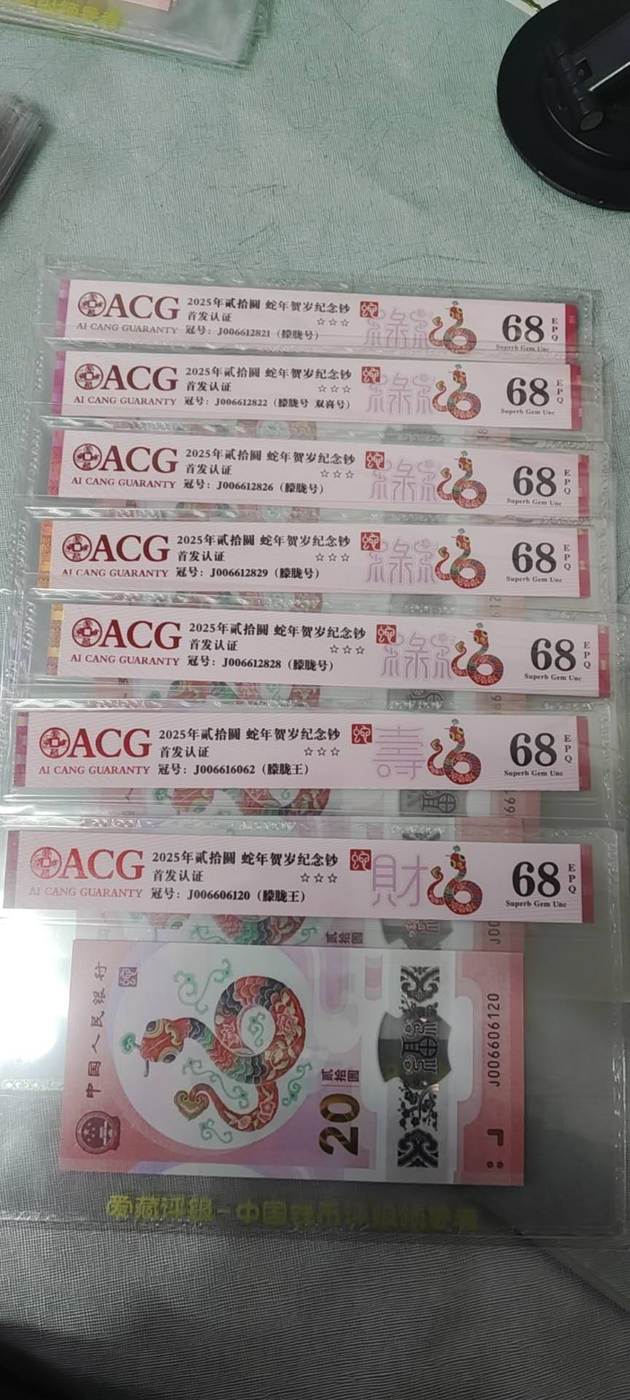 ACG
AI CANG GUARANTY
2025年贰拾圆 蛇年贺岁纪念钞
首发认证
☆☆☆
冠号：J006612821（朦胧号）
68
EPQ
Superb Gem Unc
ACG
AI CANG GUARANTY
2025年贰拾圆 蛇年贺岁纪念钞
首发认证
☆☆☆
冠号：J006612822（朦胧号 双喜号）
68
EPQ
Superb Gem Unc
ACG
AI CANG GUARANTY
2025年贰拾圆 蛇年贺岁纪念钞
首发认证
☆☆☆
冠号：J006612826（朦胧号）
68
EPQ
Superb Gem Unc
ACG
AI CANG GUARANTY
2025年贰拾圆 蛇年贺岁纪念钞
首发认证
☆☆☆
冠号：J006612829（朦胧号）
68
EPQ
Superb Gem Unc
ACG
AI CANG GUARANTY
2025年贰拾圆 蛇年贺岁纪念钞
首发认证
☆☆☆
冠号：J006612828（朦胧号）
68
EPQ
Superb Gem Unc
ACG
AI CANG GUARANTY
2025年贰拾圆 蛇年贺岁纪念钞
首发认证
☆☆☆
冠号：J006616062（朦胧王）
壽
68
EPQ
Superb Gem Unc
ACG
AI CANG GUARANTY
2025年贰拾圆 蛇年贺岁纪念钞
首发认证
☆☆☆
冠号：J006606120（朦胧王）
財
68
EPQ
Superb Gem Unc
贰拾圆
中国人民银行
20
贰拾圆
J006606120
爱藏评级-中国